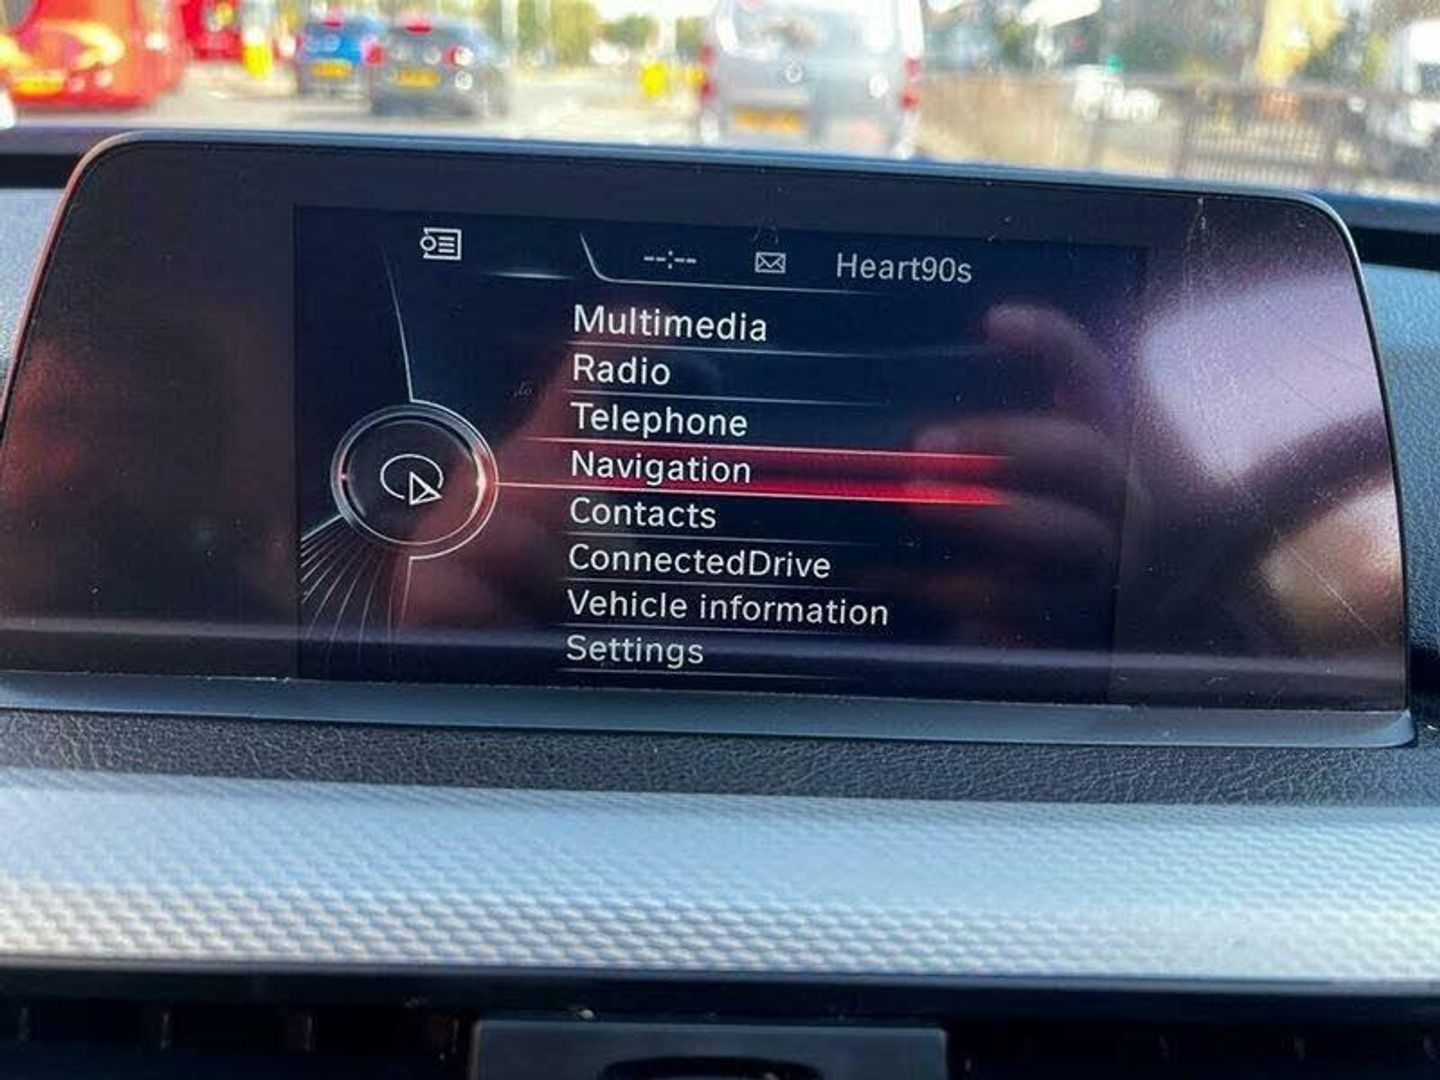 --:-- Heart90s
Multimedia
Radio
Telephone
Navigation
Contacts
ConnectedDrive
Vehicle information
Settings